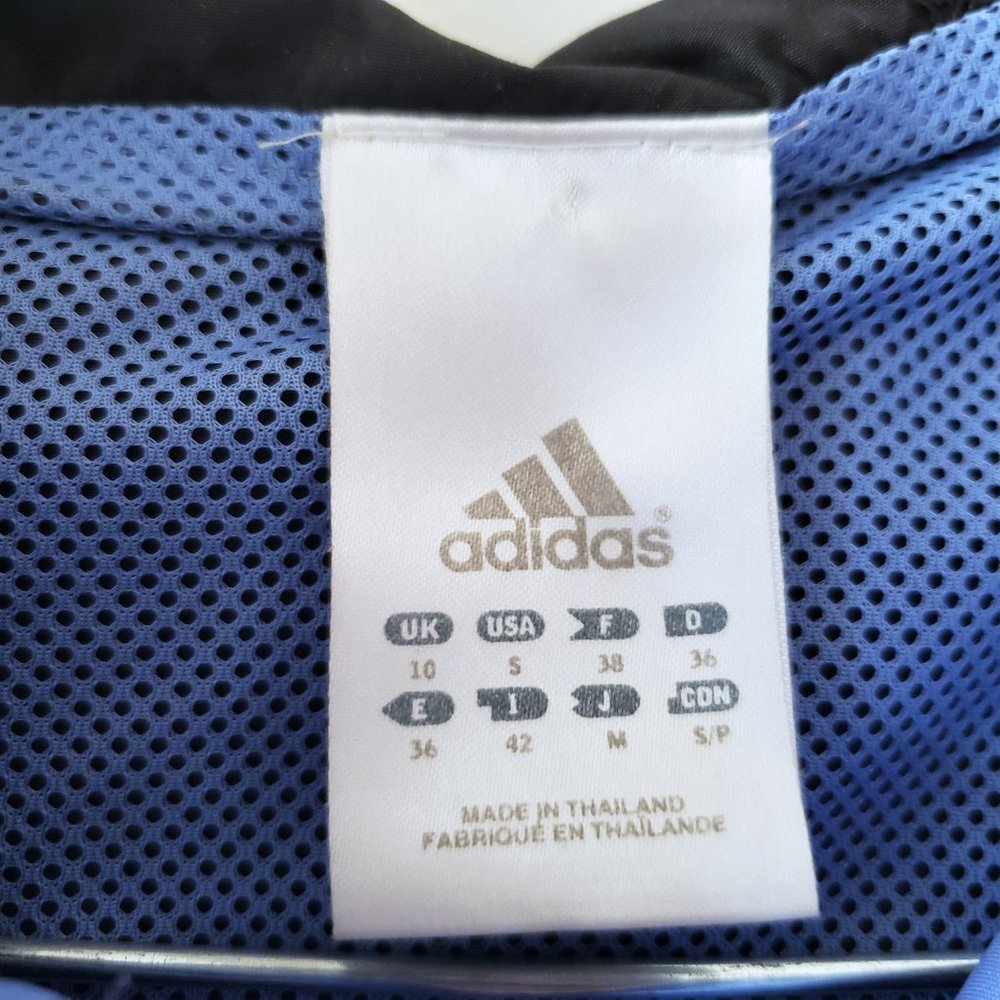 adidas®
UK USA F D
10 S 38 36
E I J CON
36 42 M S/P
MADE IN THAILAND
FABRIQUÉ EN THAÏLANDE